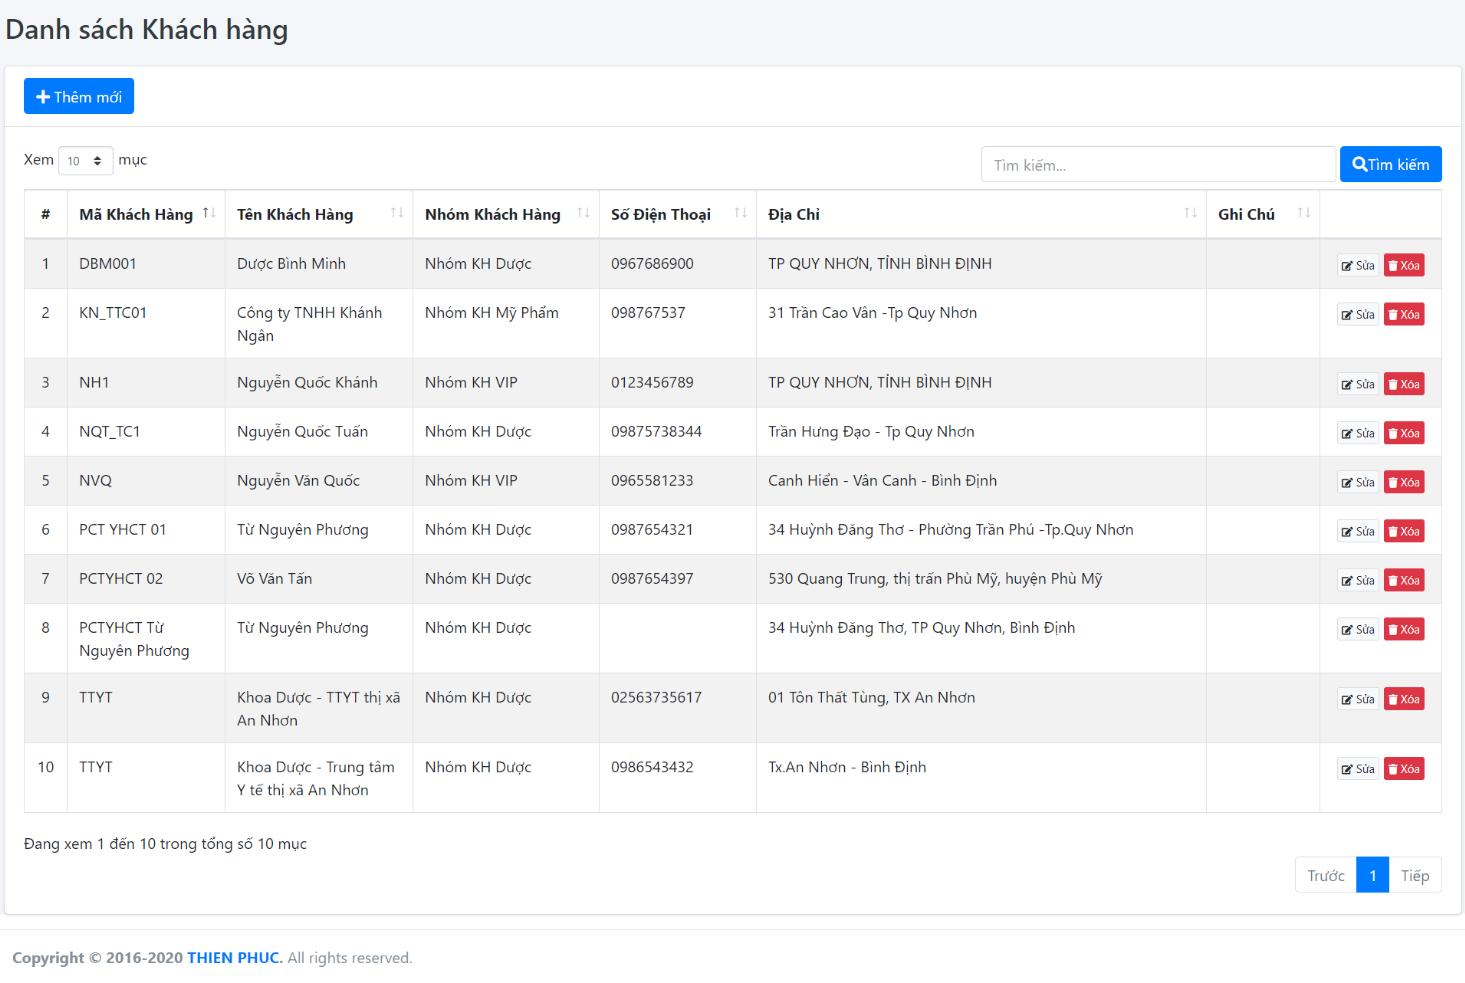 Danh sách Khách hàng
Thêm mới
Xem 10 mục
Tìm kiếm... Tìm kiếm
# Mã Khách Hàng Tên Khách Hàng Nhóm Khách Hàng Số Điện Thoại Địa Chỉ Ghi Chú
1 DBM001 Dược Bình Minh Nhóm KH Dược 0967686900 TP QUY NHƠN, TỈNH BÌNH ĐỊNH Sửa Xóa
2 KN_TTC01 Công ty TNHH Khánh Nhóm KH Mỹ Phẩm 098767537 31 Trần Cao Vân -Tp Quy Nhơn Sửa Xóa
Ngân
3 NH1 Nguyễn Quốc Khánh Nhóm KH VIP 0123456789 TP QUY NHƠN, TỈNH BÌNH ĐỊNH Sửa Xóa
4 NQT_TC1 Nguyễn Quốc Tuấn Nhóm KH Dược 09875738344 Trần Hưng Đạo - Tp Quy Nhơn Sửa Xóa
5 NVQ Nguyễn Văn Quốc Nhóm KH VIP 0965581233 Canh Hiển - Vân Canh - Bình Định Sửa Xóa
6 PCT YHCT 01 Từ Nguyên Phương Nhóm KH Dược 0987654321 34 Huỳnh Đăng Thơ - Phường Trần Phú -Tp.Quy Nhơn Sửa Xóa
7 PCTYHCT 02 Võ Văn Tấn Nhóm KH Dược 0987654397 530 Quang Trung, thị trấn Phù Mỹ, huyện Phù Mỹ Sửa Xóa
8 PCTYHCT Từ Từ Nguyên Phương Nhóm KH Dược 34 Huỳnh Đăng Thơ, TP Quy Nhơn, Bình Định Sửa Xóa
Nguyên Phương
9 TTYT Khoa Dược - TTYT thị xã Nhóm KH Dược 02563735617 01 Tôn Thất Tùng, TX An Nhơn Sửa Xóa
An Nhơn
10 TTYT Khoa Dược - Trung tâm Nhóm KH Dược 0986543432 Tx.An Nhơn - Bình Định Sửa Xóa
Y tế thị xã An Nhơn
Đang xem 1 đến 10 trong tổng số 10 mục
Trước 1 Tiếp
Copyright © 2016-2020 THIEN PHUC. All rights reserved.